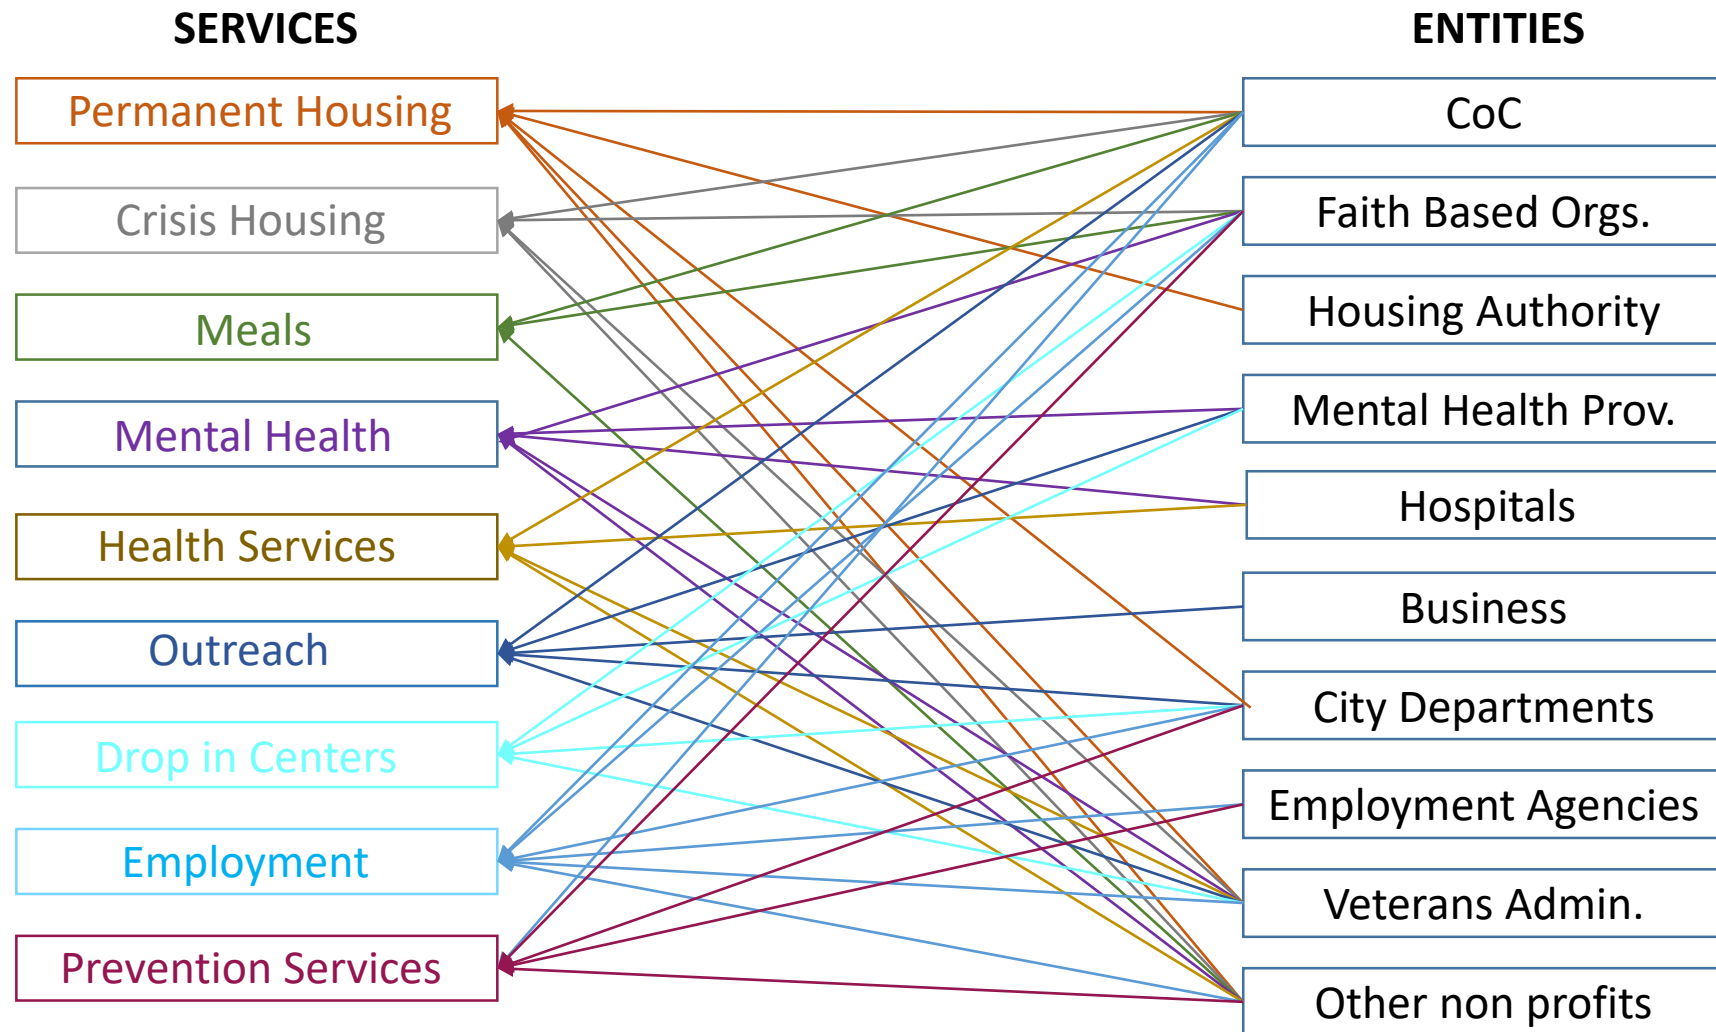 SERVICES
ENTITIES
Permanent Housing
Crisis Housing
Meals
Mental Health
Health Services
Outreach
Drop in Centers
Employment
Prevention Services
CoC
Faith Based Orgs.
Housing Authority
Mental Health Prov.
Hospitals
Business
City Departments
Employment Agencies
Veterans Admin.
Other non profits